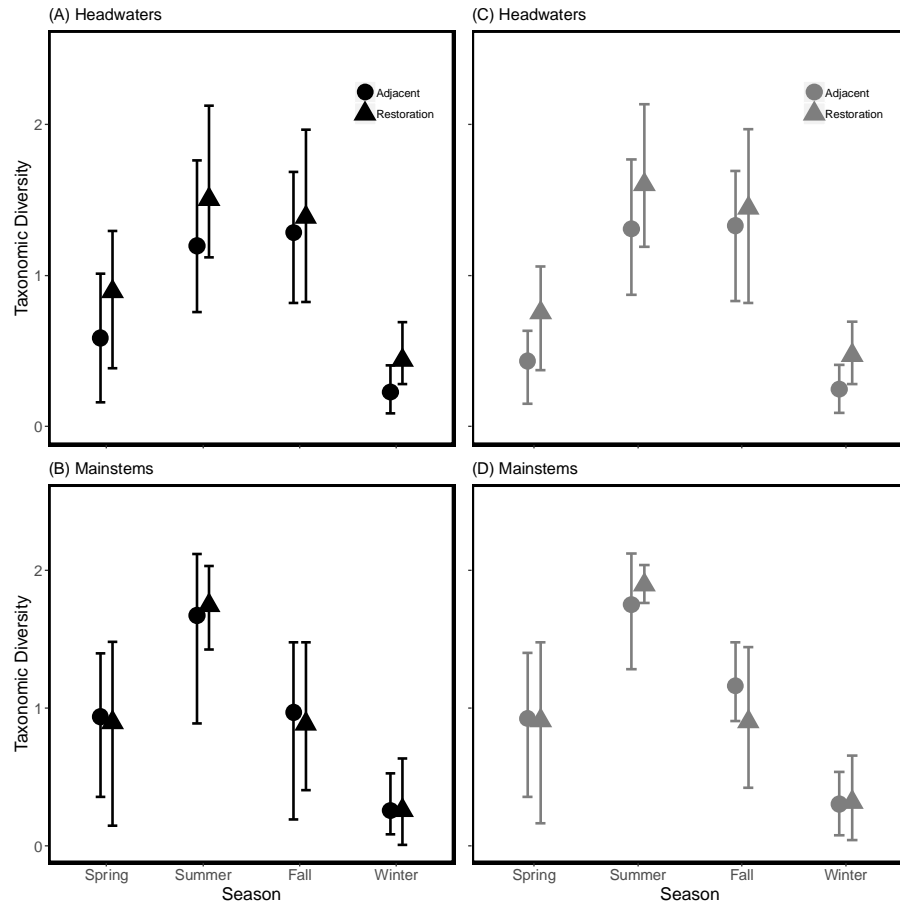 (A) Headwaters
(C) Headwaters
Adjacent
Restoration
Adjacent
Restoration
Taxonomic Diversity
2
1
0
(B) Mainstems
(D) Mainstems
Taxonomic Diversity
2
1
0
Spring Summer Fall Winter
Spring Summer Fall Winter
Season
Season